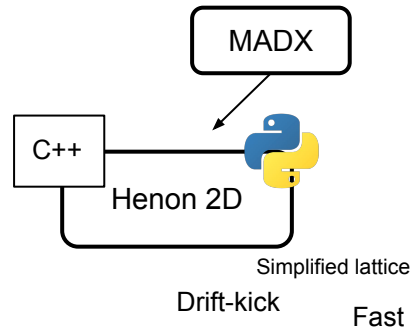 MADX
C++
Henon 2D
Simplified lattice
Drift-kick
Fast